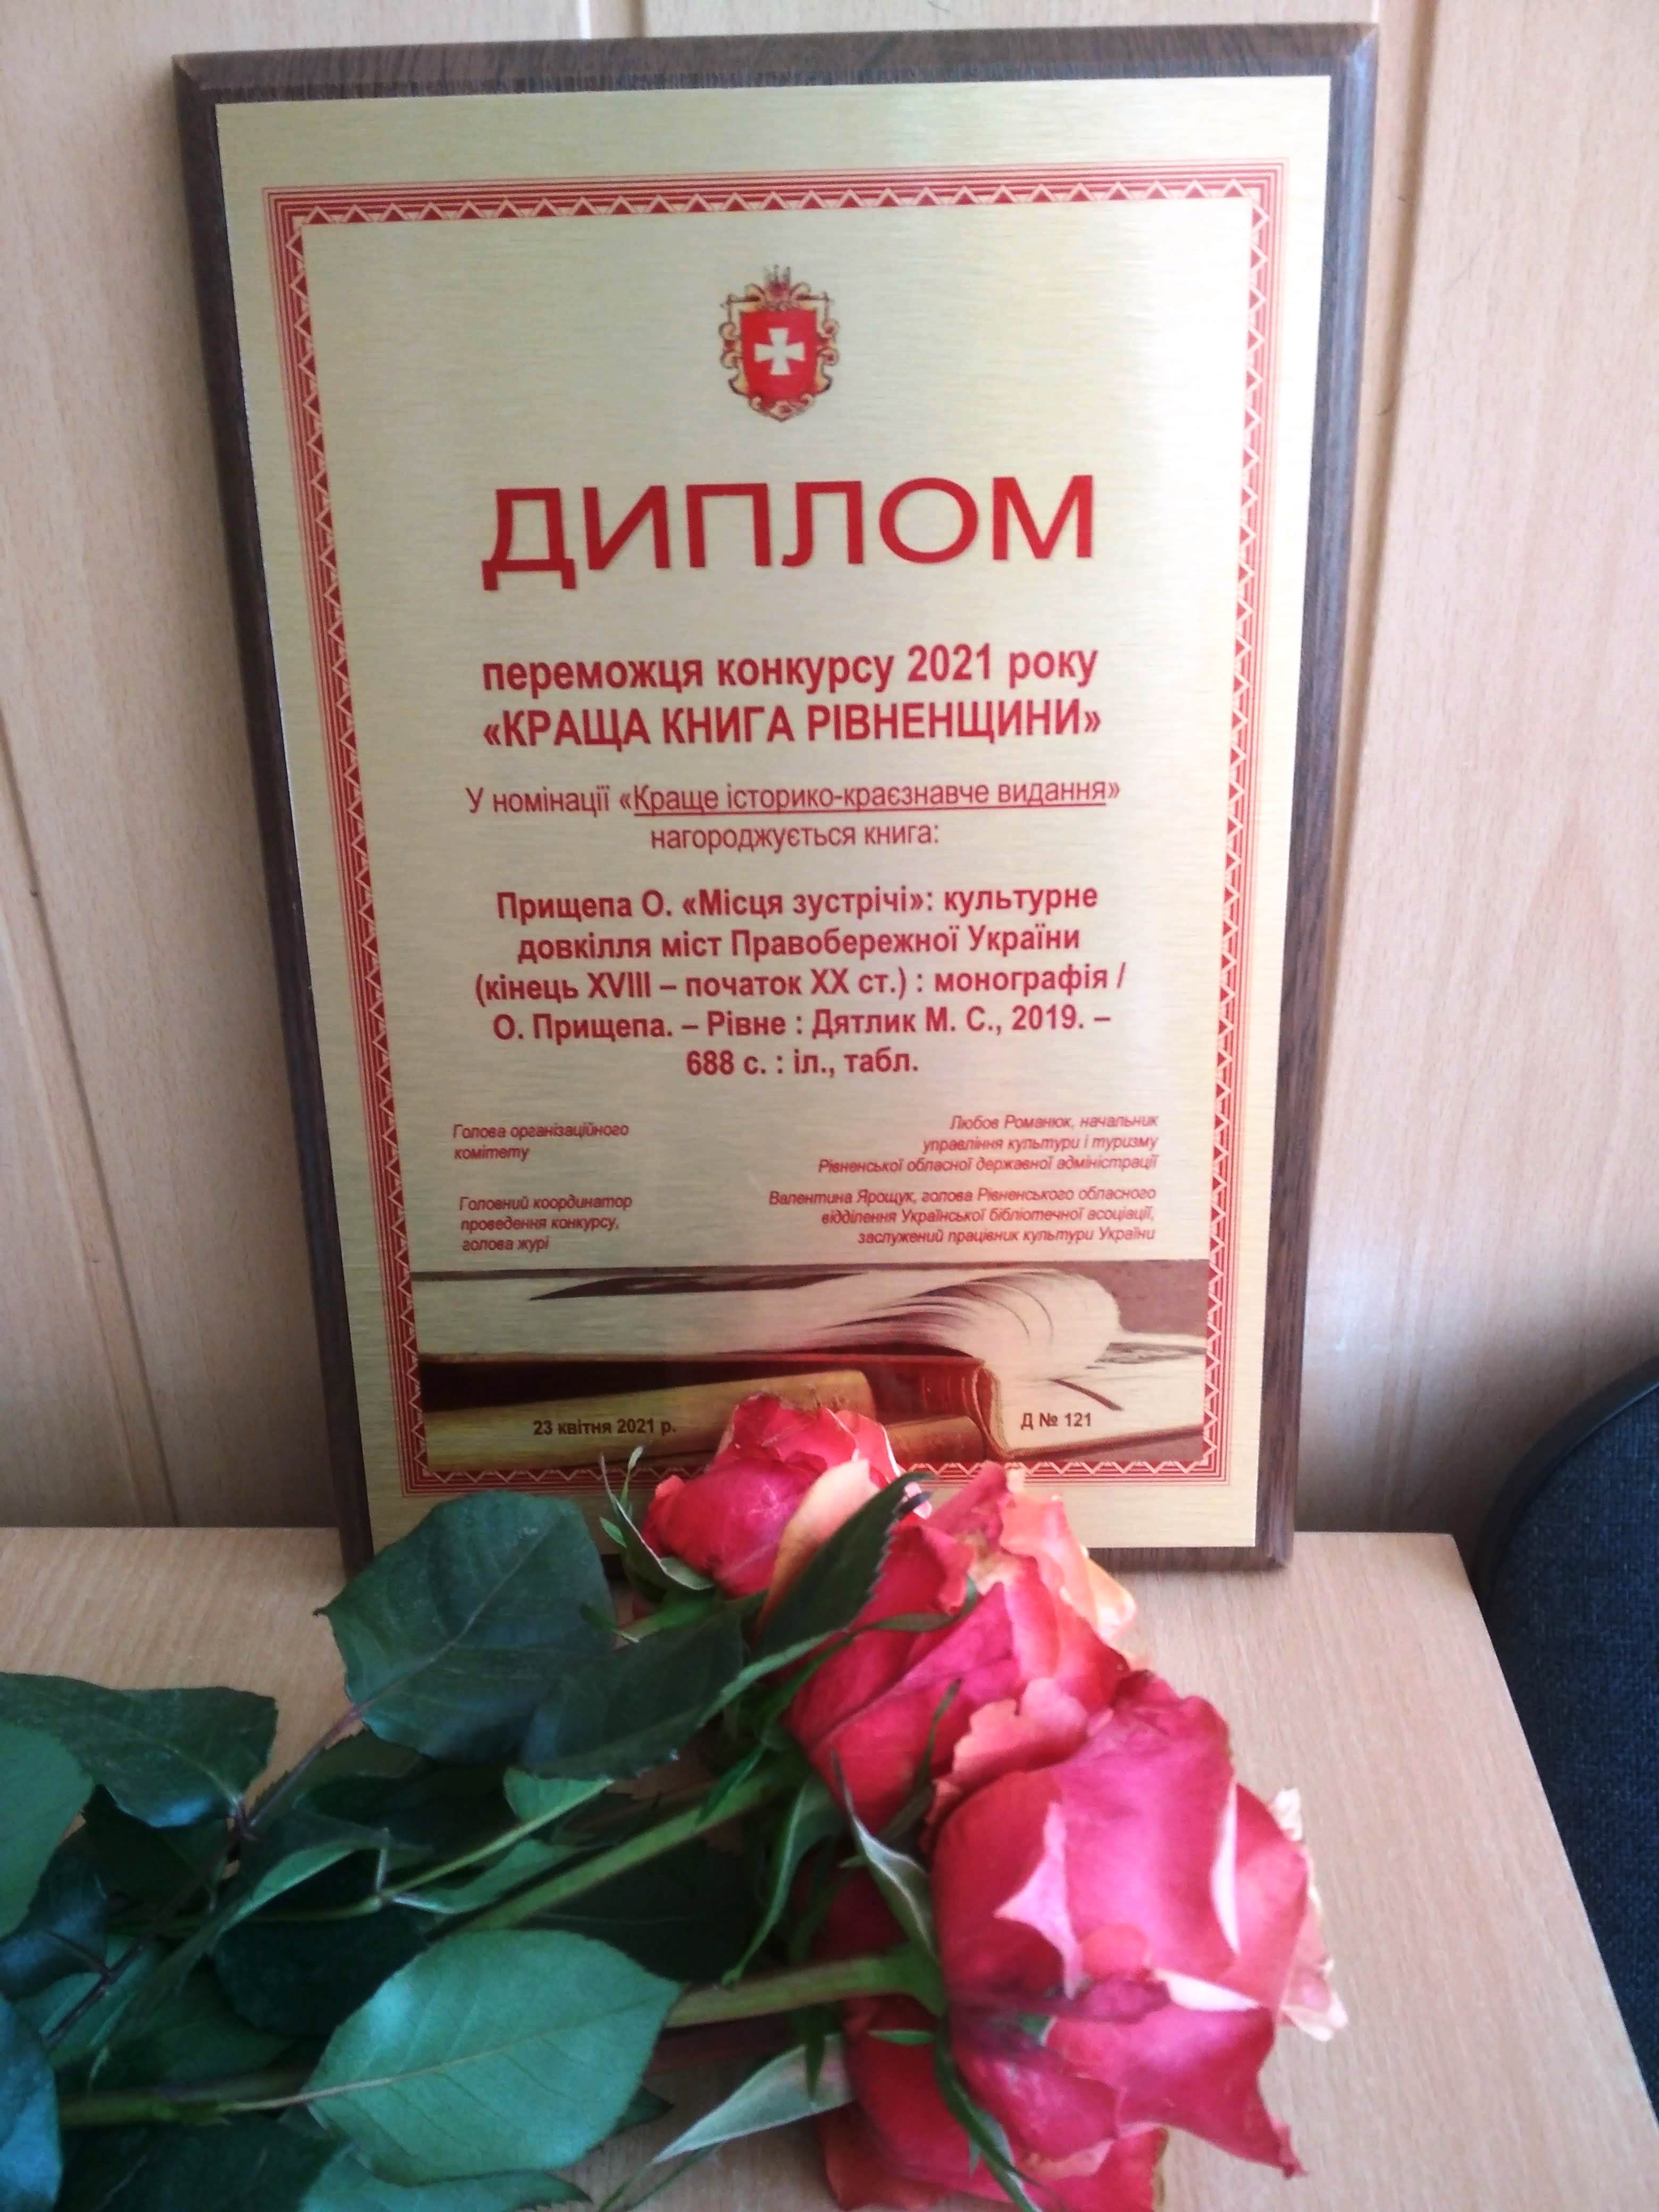 ДИПЛОМ
переможця конкурсу 2021 року
«КРАЩА КНИГА РІВНЕНЩИНИ»
У номінації «Краще історико-краєзнавче видання»
нагороджується книга:
Прищепа О. «Місця зустрічі»: культурне
довкілля міст Правобережної України
(кінець XVIII – початок XX ст.) : монографія /
О. Прищепа. – Рівне : Дятлик М. С., 2019. –
688 с. : іл., табл.
Голова організаційного
комітету
Любов Романюк, начальник
управління культури і туризму
Рівненської обласної державної адміністрації
Головний координатор
проведення конкурсу,
голова журі
Валентина Ярощук, голова Рівненського обласного
відділення Української бібліотечної асоціації,
заслужений працівник культури України
23 квітня 2021 р.
Д № 121